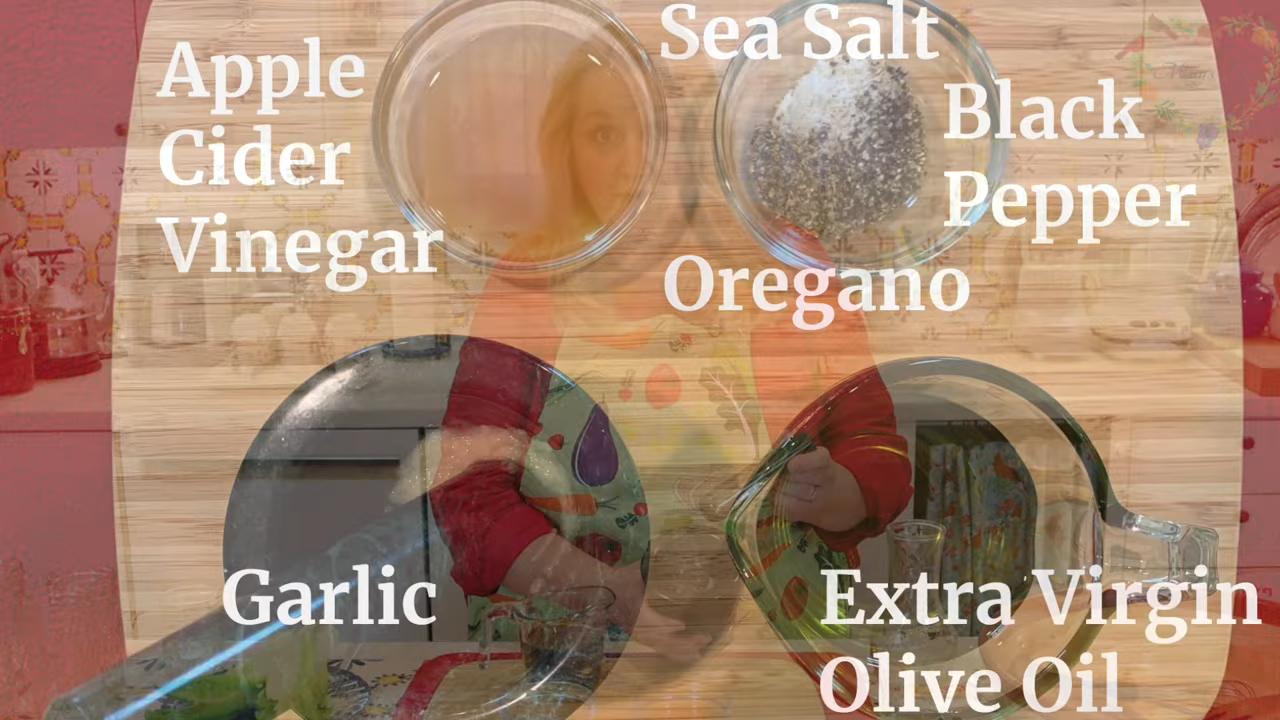 Apple
Cider
Vinegar
Sea Salt
Black
Pepper
Oregano
Garlic
Extra Virgin
Olive Oil